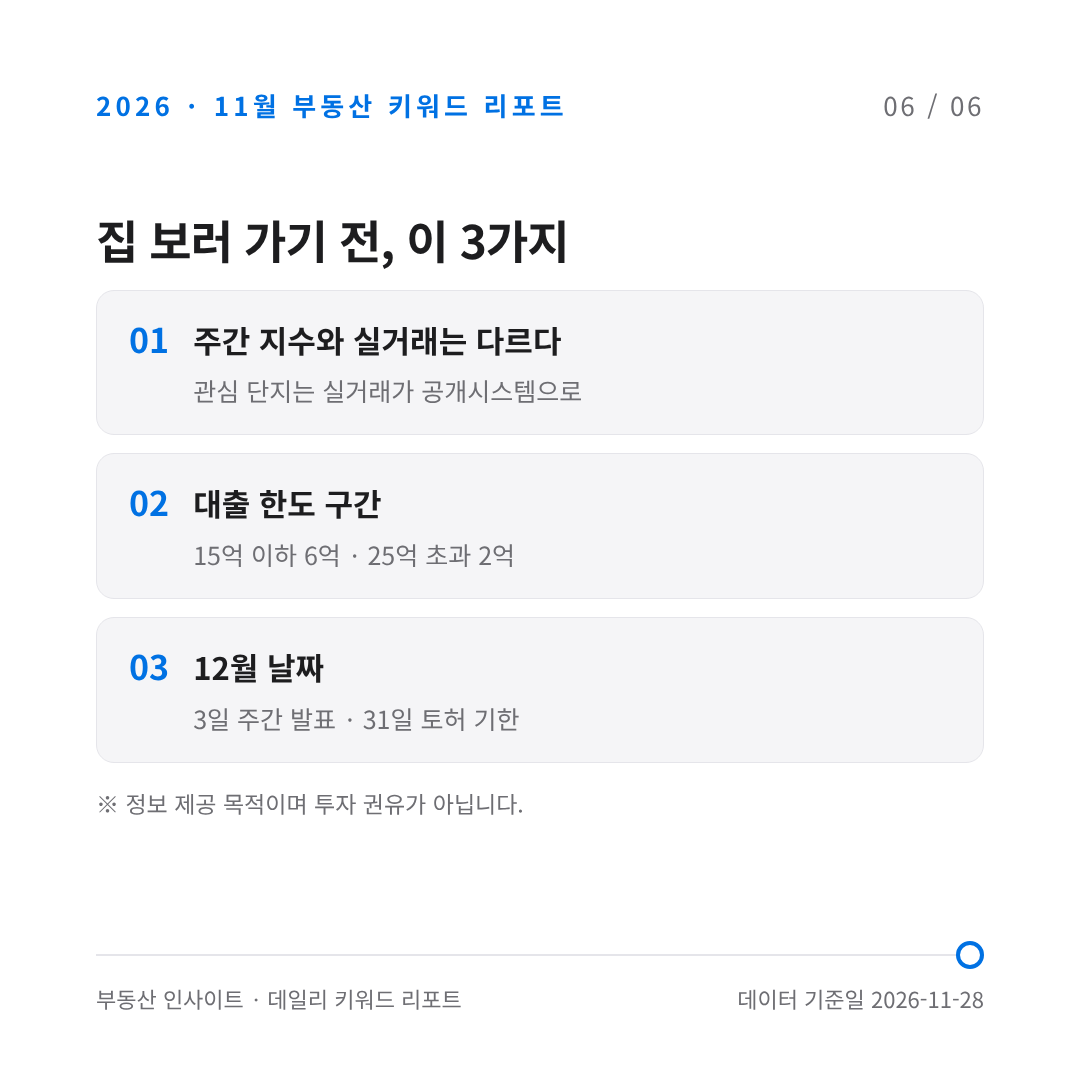 2026 · 11월 부동산 키워드 리포트
06 / 06
집 보러 가기 전, 이 3가지
01 주간 지수와 실거래는 다르다
관심 단지는 실거래가 공개시스템으로
02 대출 한도 구간
15억 이하 6억 · 25억 초과 2억
03 12월 날짜
3일 주간 발표 · 31일 토허 기한
※ 정보 제공 목적이며 투자 권유가 아닙니다.
부동산 인사이트 · 데일리 키워드 리포트
데이터 기준일 2026-11-28